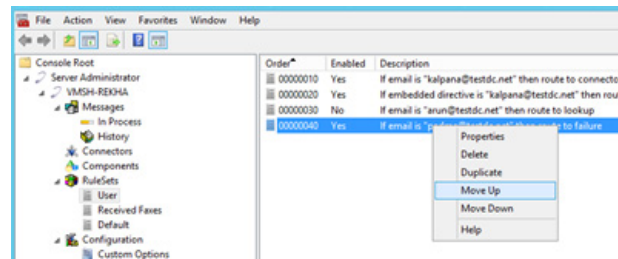 File Action View Favorites Window Help
Console Root
Server Administrator
VMSH-REKHA
Messages
In Process
History
Connectors
Components
RuleSets
User
Received Faxes
Default
Configuration
Custom Options
Order Enabled Description
00000010 Yes If email is "kalpana@testdc.net" then route to connecto
00000020 Yes If embedded directive is "kalpana@testdc.net" then rou
00000030 No If email is "arun@testdc.net" then route to lookup
00000040 Yes If email is then route to failure
Properties
Delete
Duplicate
Move Up
Move Down
Help